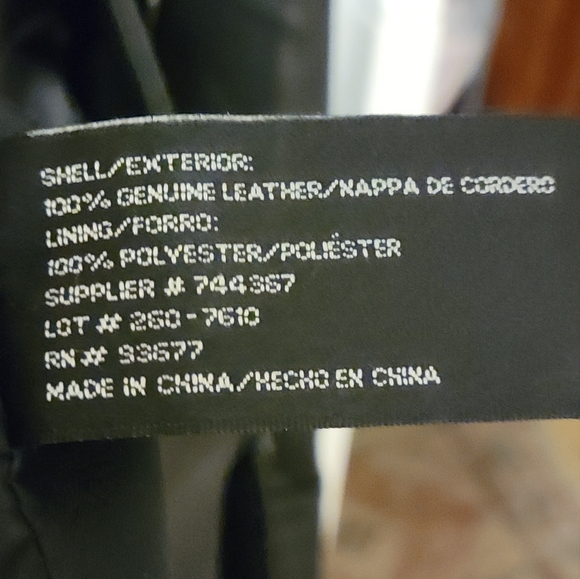 SHELL/EXTERIOR:
100% GENUINE LEATHER/NAPPA DE CORDERO
LINING/FORRO:
100% POLYESTER/POLIÉSTER
SUPPLIER # 744367
LOT # 260-7610
RN # 93677
MADE IN CHINA/HECHO EN CHINA